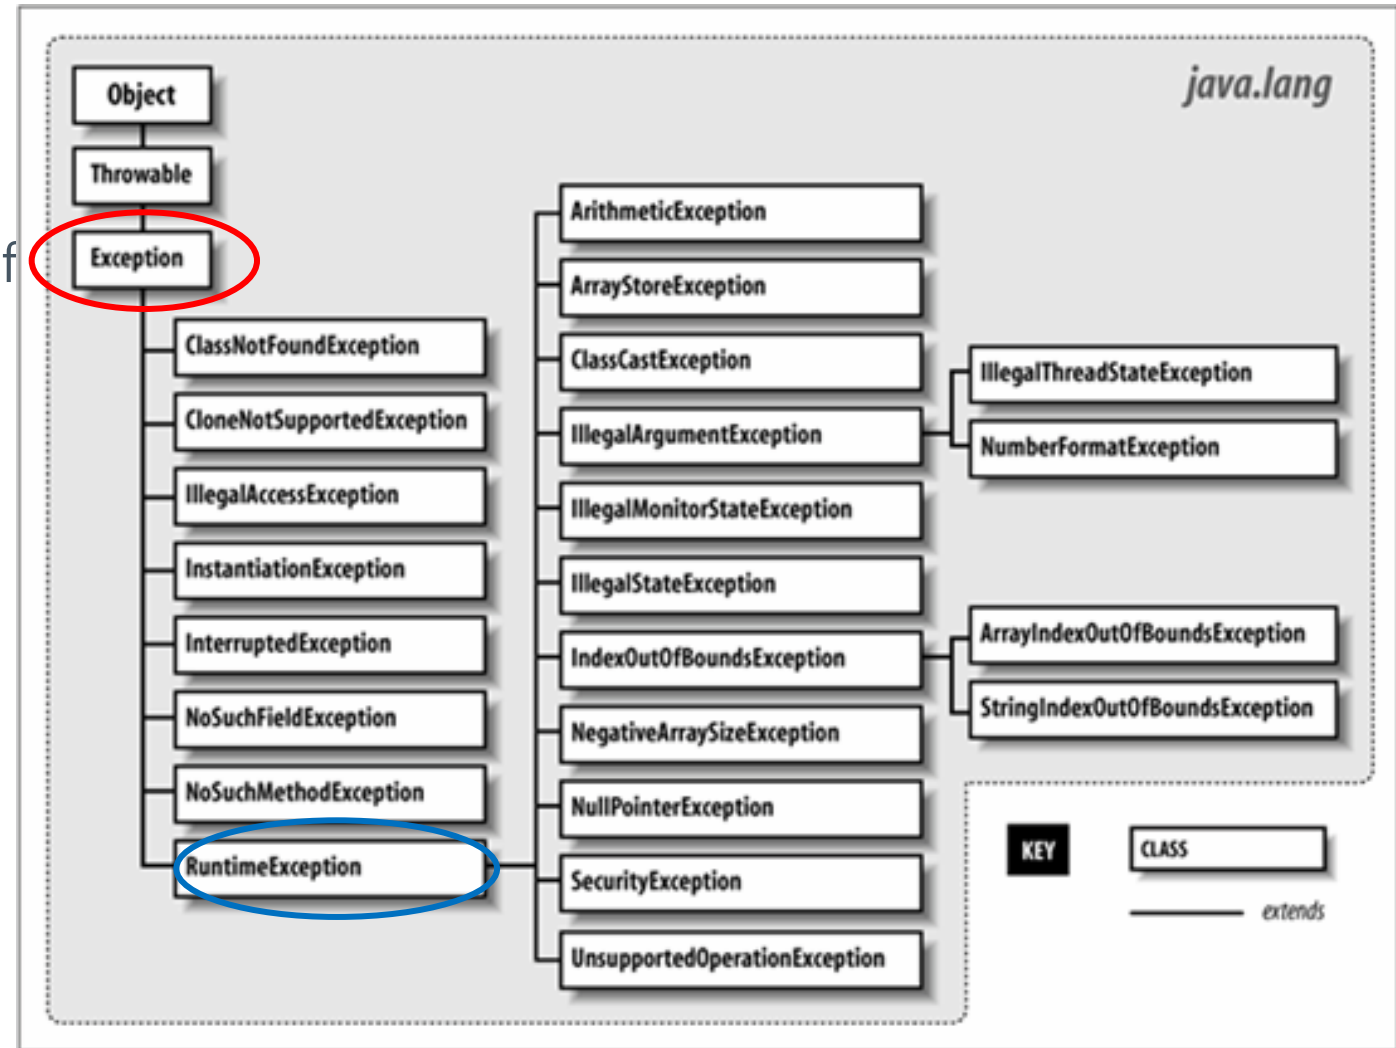 java.lang
Object
Throwable
f
Exception
ClassNotFoundException
CloneNotSupportedException
IllegalAccessException
InstantiationException
InterruptedException
NoSuchFieldException
NoSuchMethodException
RuntimeException
ArithmeticException
ArrayStoreException
ClassCastException
IllegalArgumentException
IllegalMonitorStateException
IllegalStateException
IndexOutOfBoundsException
NegativeArraySizeException
NullPointerException
SecurityException
UnsupportedOperationException
IllegalThreadStateException
NumberFormatException
ArrayIndexOutOfBoundsException
StringIndexOutOfBoundsException
KEY
CLASS
extends